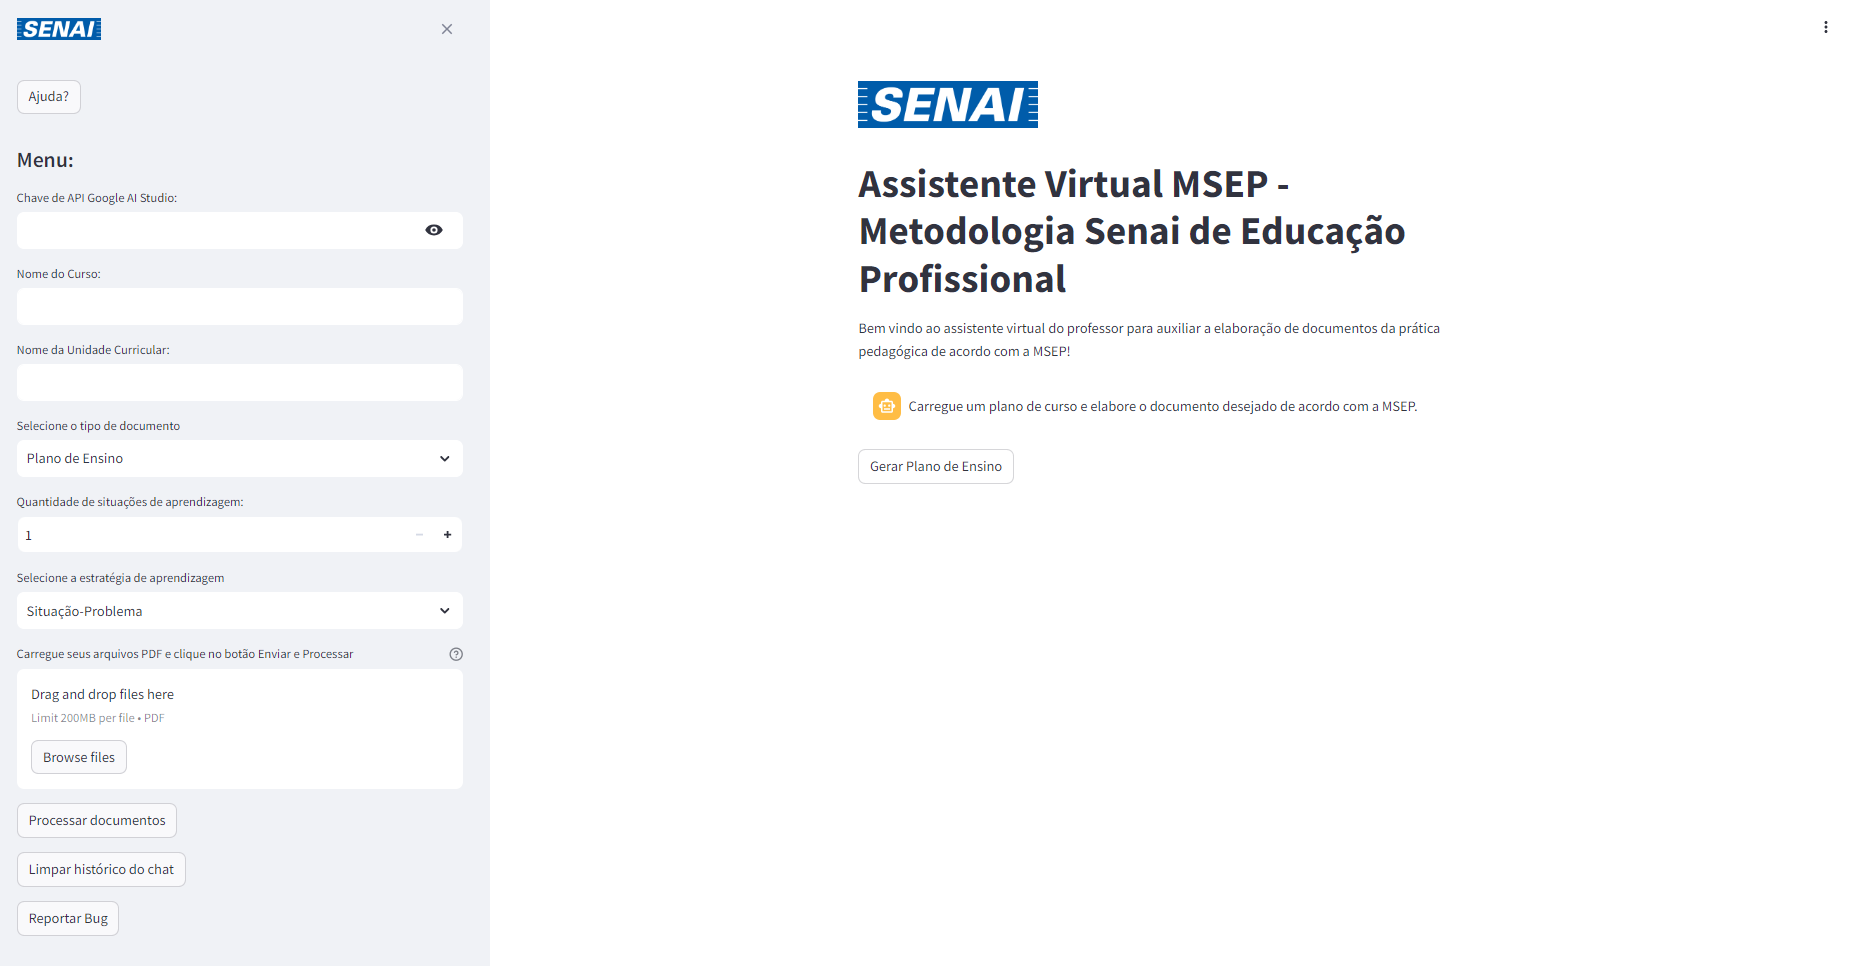 SENAI
Ajuda?
Menu:
Chave de API Google AI Studio:
Nome do Curso:
Nome da Unidade Curricular:
Selecione o tipo de documento
Plano de Ensino
Quantidade de situações de aprendizagem:
1
Selecione a estratégia de aprendizagem
Situação-Problema
Carregue seus arquivos PDF e clique no botão Enviar e Processar
Drag and drop files here
Limit 200MB per file • PDF
Browse files
Processar documentos
Limpar histórico do chat
Reportar Bug
SENAI
Assistente Virtual MSEP -
Metodologia Senai de Educação
Profissional
Bem vindo ao assistente virtual do professor para auxiliar a elaboração de documentos da prática
pedagógica de acordo com a MSEP!
Carregue um plano de curso e elabore o documento desejado de acordo com a MSEP.
Gerar Plano de Ensino